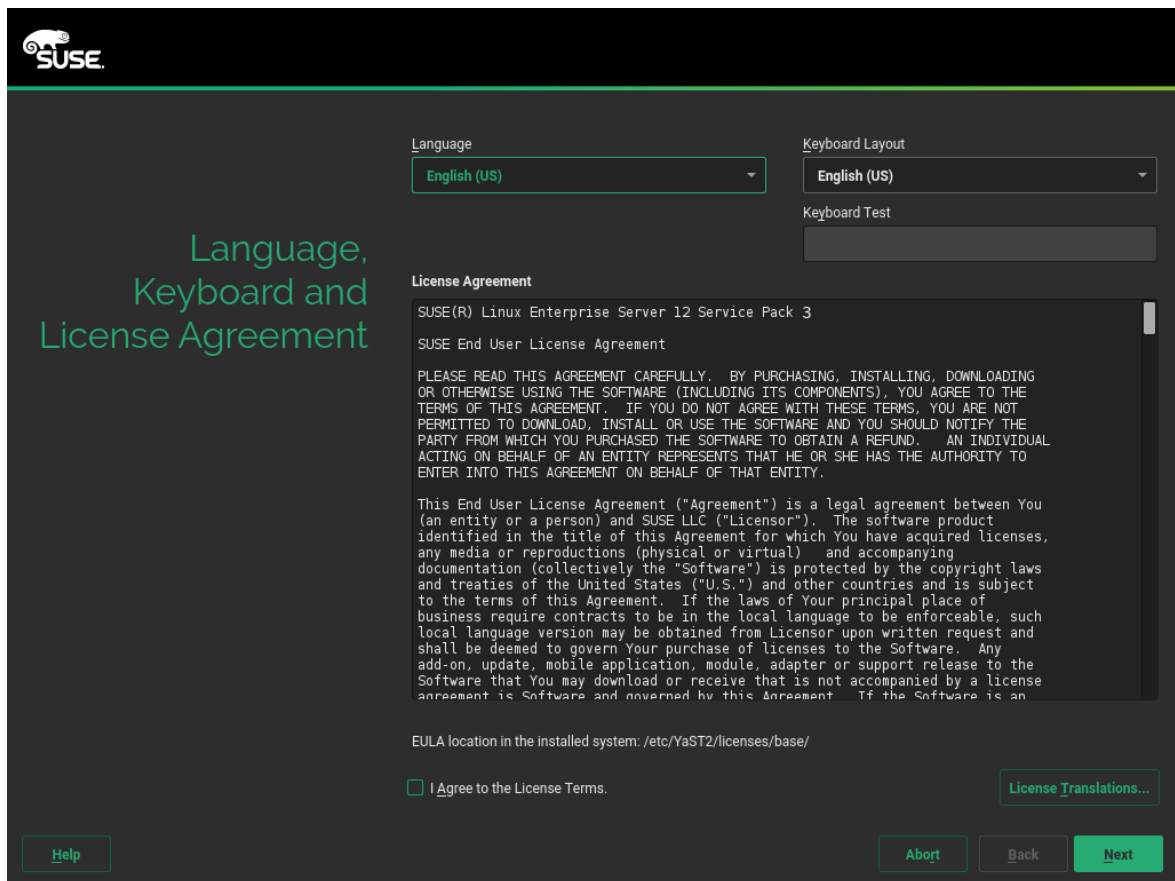 SUSE.
Language
Keyboard Layout
English (US)
English (US)
Keyboard Test
Language,
Keyboard and
License Agreement
License Agreement
SUSE(R) Linux Enterprise Server 12 Service Pack 3
SUSE End User License Agreement
PLEASE READ THIS AGREEMENT CAREFULLY.  BY PURCHASING, INSTALLING, DOWNLOADING
OR OTHERWISE USING THE SOFTWARE (INCLUDING ITS COMPONENTS), YOU AGREE TO THE
TERMS OF THIS AGREEMENT.  IF YOU DO NOT AGREE WITH THESE TERMS, YOU ARE NOT
PERMITTED TO DOWNLOAD, INSTALL OR USE THE SOFTWARE AND YOU SHOULD NOTIFY THE
PARTY FROM WHICH YOU PURCHASED THE SOFTWARE TO OBTAIN A REFUND.   AN INDIVIDUAL
ACTING ON BEHALF OF AN ENTITY REPRESENTS THAT HE OR SHE HAS THE AUTHORITY TO
ENTER INTO THIS AGREEMENT ON BEHALF OF THAT ENTITY.
This End User License Agreement ("Agreement") is a legal agreement between You
(an entity or a person) and SUSE LLC ("Licensor").  The software product
identified in the title of this Agreement for which You have acquired licenses,
any media or reproductions (physical or virtual)   and accompanying
documentation (collectively the "Software") is protected by the copyright laws
and treaties of the United States ("U.S.") and other countries and is subject
to the terms of this Agreement.  If the laws of Your principal place of
business require contracts to be in the local language to be enforceable, such
local language version may be obtained from Licensor upon written request and
shall be deemed to govern Your purchase of licenses to the Software.  Any
add-on, update, mobile application, module, adapter or support release to the
Software that You may download or receive that is not accompanied by a license
agreement is Software and governed by this Agreement.  If the Software is an
EULA location in the installed system: /etc/YaST2/licenses/base/
I Agree to the License Terms.
License Translations...
Help
Abort
Back
Next